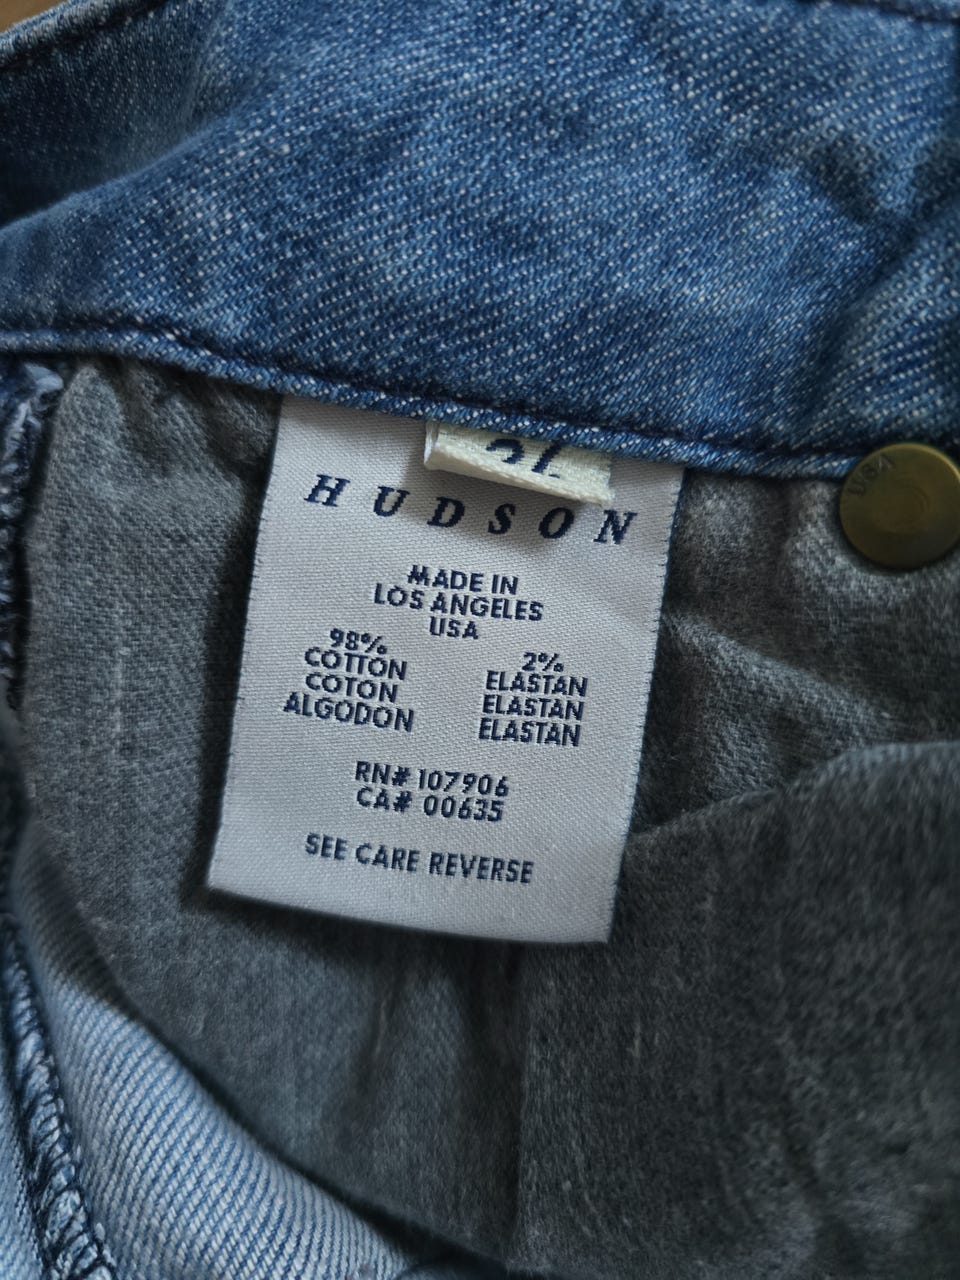 HUDSON
MADE IN
LOS ANGELES
USA
98%
COTTON
COTON
ALGODON
2%
ELASTAN
ELASTAN
ELASTAN
RN# 107906
CA# 00635
SEE CARE REVERSE
USA